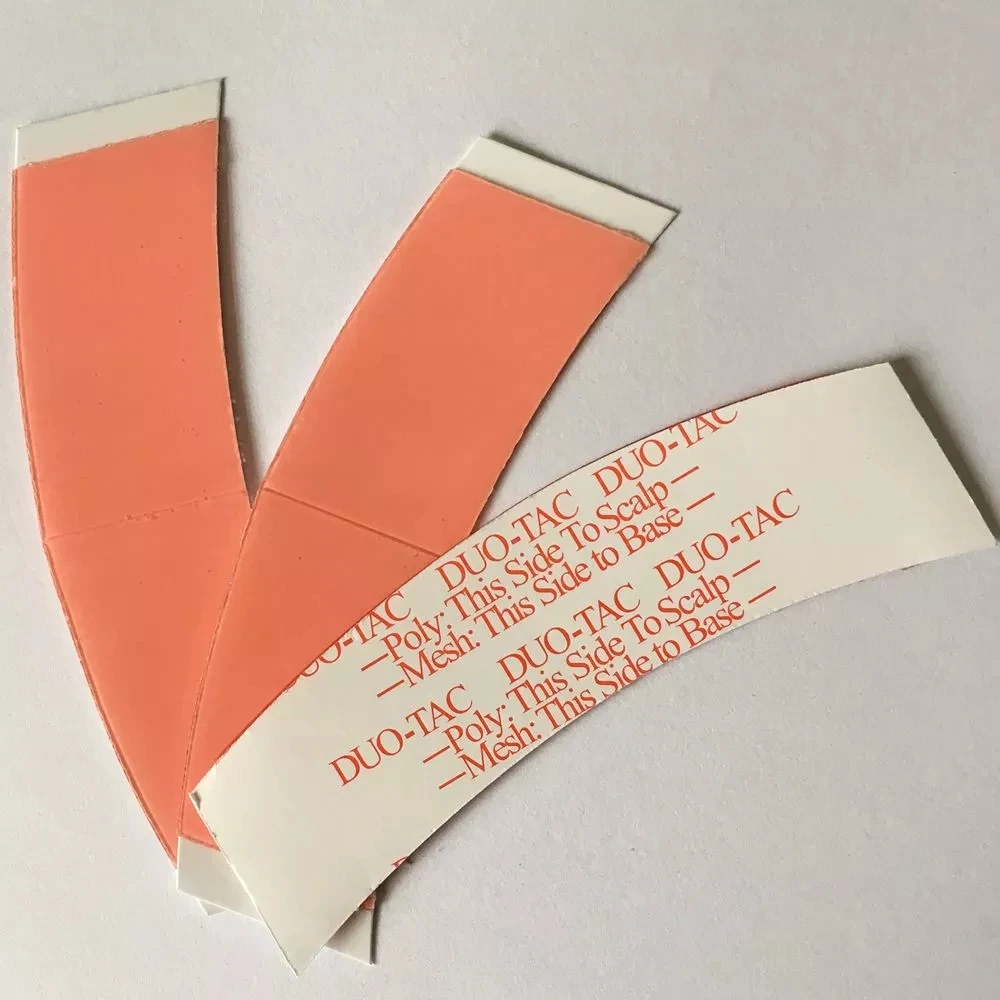 DUO-TAC DUO-TAC
—Poly: This Side To Scalp—
—Mesh: This Side to Base—
DUO-TAC DUO-TAC DUO-TAC
—Poly: This Side To Scalp—
—Mesh: This Side to Base—